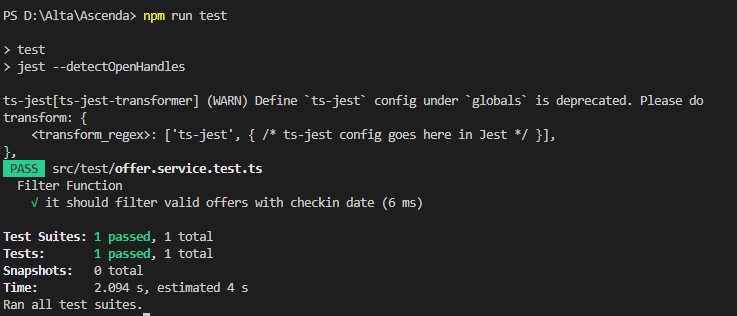 PS D:\Alta\Ascenda> npm run test
> test
> jest --detectOpenHandles
ts-jest[ts-jest-transformer] (WARN) Define `ts-jest` config under `globals` is deprecated. Please do
transform: {
    <transform_regex>: ['ts-jest', { /* ts-jest config goes here in Jest */ }],
},
PASS src/test/offer.service.test.ts
  Filter Function
    √ it should filter valid offers with checkin date (6 ms)
Test Suites: 1 passed, 1 total
Tests:       1 passed, 1 total
Snapshots:   0 total
Time:        2.094 s, estimated 4 s
Ran all test suites.